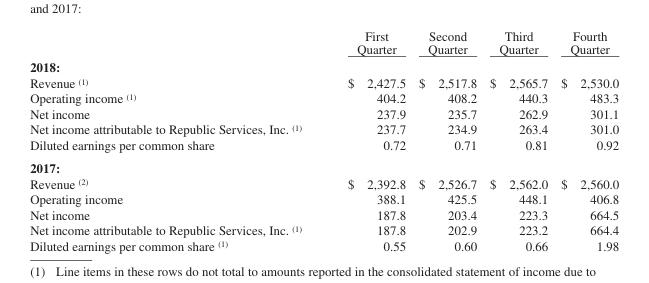 and 2017:
First Second Third Fourth
Quarter Quarter Quarter Quarter
2018:
Revenue (1) $ 2,427.5 $ 2,517.8 $ 2,565.7 $ 2,530.0
Operating income (1) 404.2 408.2 440.3 483.3
Net income 237.9 235.7 262.9 301.1
Net income attributable to Republic Services, Inc. (1) 237.7 234.9 263.4 301.0
Diluted earnings per common share 0.72 0.71 0.81 0.92
2017:
Revenue (2) $ 2,392.8 $ 2,526.7 $ 2,562.0 $ 2,560.0
Operating income 388.1 425.5 448.1 406.8
Net income 187.8 203.4 223.3 664.5
Net income attributable to Republic Services, Inc. (1) 187.8 202.9 223.2 664.4
Diluted earnings per common share (1) 0.55 0.60 0.66 1.98
(1) Line items in these rows do not total to amounts reported in the consolidated statement of income due to